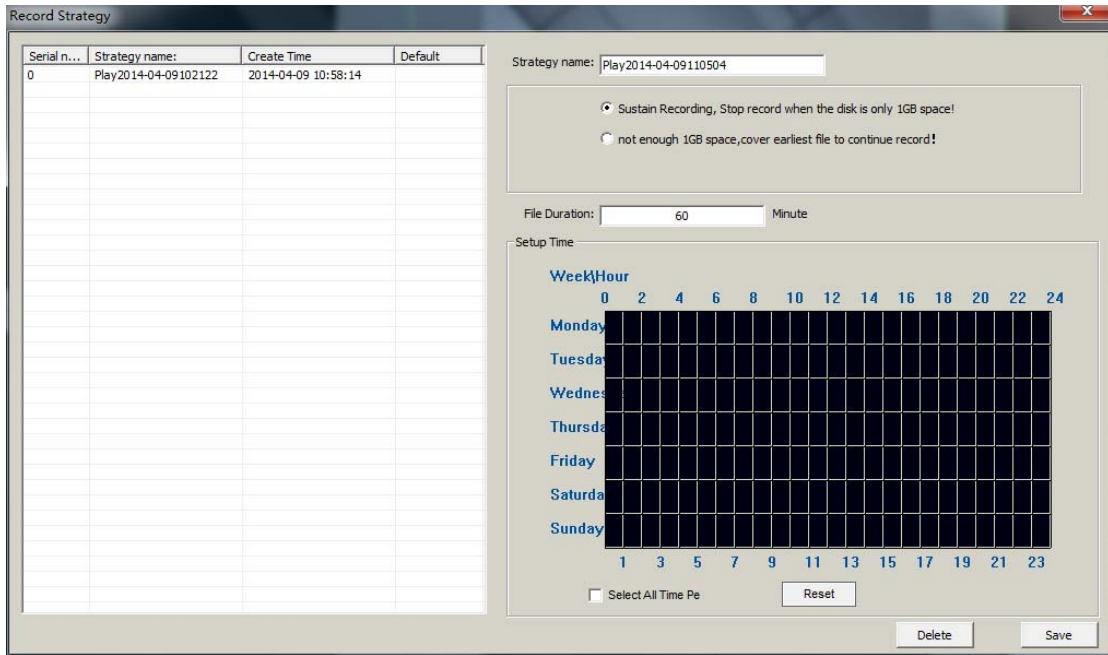 Record Strategy
Serial n... Strategy name: Create Time Default
0 Play2014-04-09102122 2014-04-09 10:58:14
Strategy name: Play2014-04-09110504
Sustain Recording, Stop record when the disk is only 1GB space!
not enough 1GB space,cover earliest file to continue record!
File Duration: 60 Minute
Setup Time
Week\Hour
0 2 4 6 8 10 12 14 16 18 20 22 24
Monday
Tuesday
Wednes
Thursda
Friday
Saturda
Sunday
1 3 5 7 9 11 13 15 17 19 21 23
Select All Time Pe
Reset
Delete Save